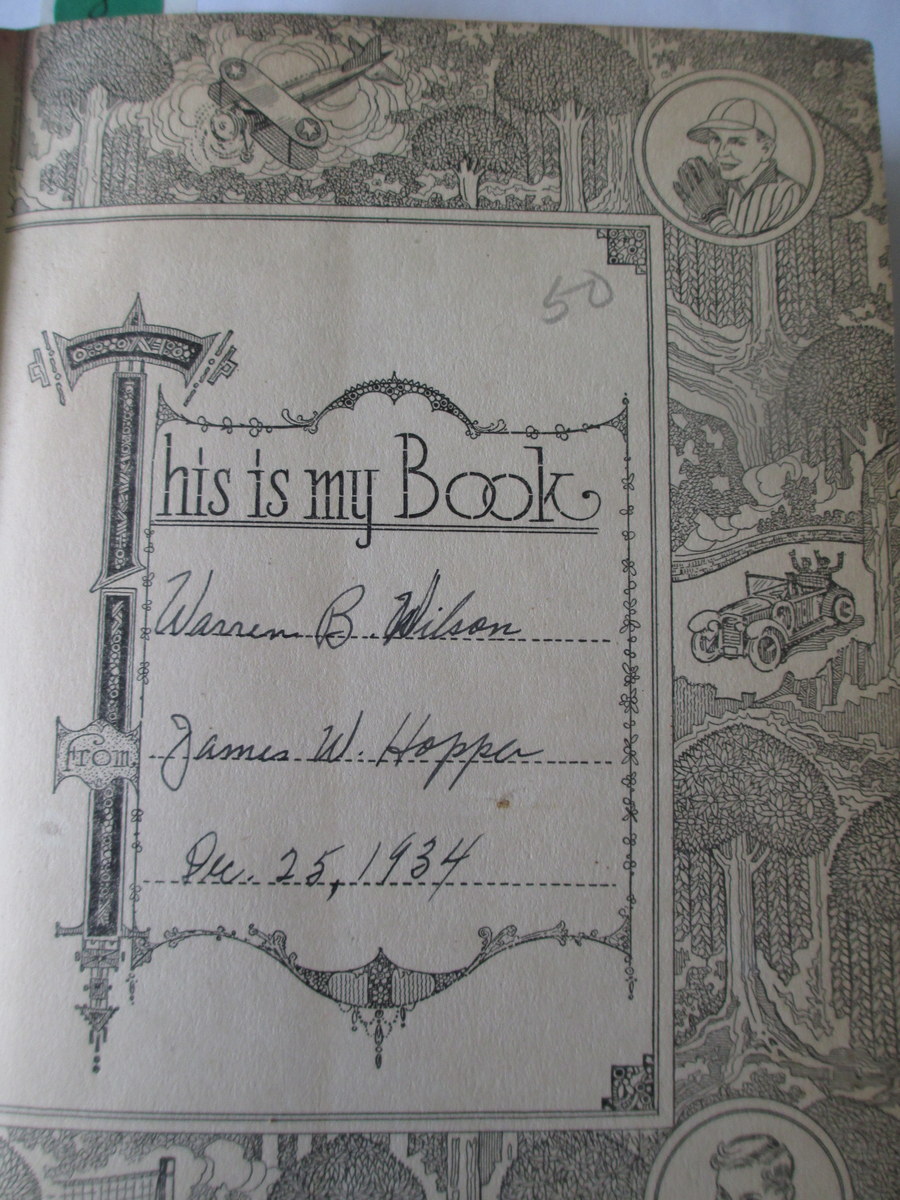 50
This is my Book
Warren B. Wilson
from James W. Hopper
Dec. 25, 1934